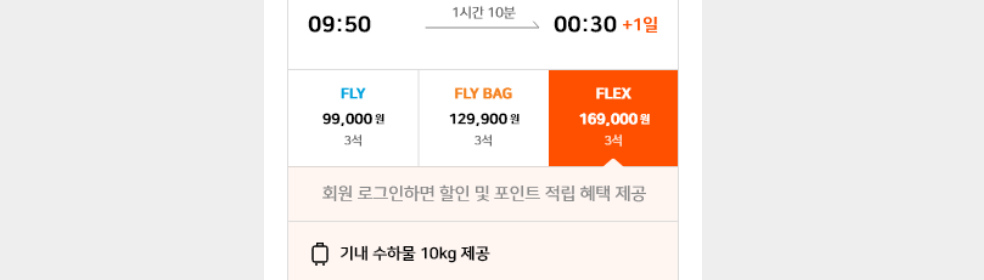 1시간 10분
09:50 00:30 +1일
FLY FLY BAG FLEX
99,000 원 129,900 원 169,000 원
3석 3석 3석
회원 로그인하면 할인 및 포인트 적립 혜택 제공
기내 수하물 10kg 제공